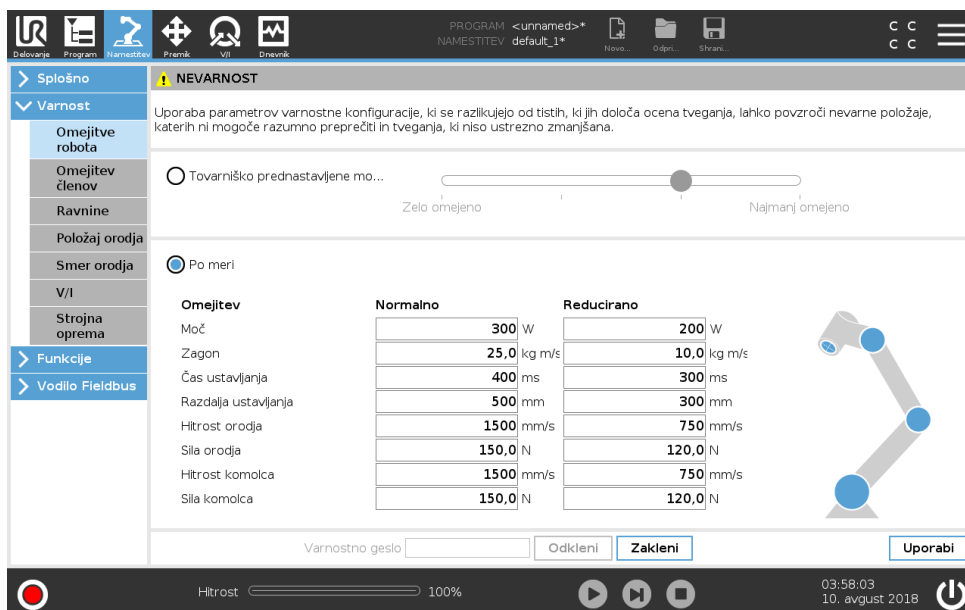 PROGRAM <unnamed>*
NAMESTITEV default_1*
Delovanje Program Namestitev Premik V/I Dnevnik Novo... Odpri... Shrani...
C C
C C
Splošno
Varnost
Omejitve robota
Omejitev členov
Ravnine
Položaj orodja
Smer orodja
V/I
Strojna oprema
Funkcije
Vodilo Fieldbus
NEVARNOST
Uporaba parametrov varnostne konfiguracije, ki se razlikujejo od tistih, ki jih določa ocena tveganja, lahko povzroči nevarne položaje,
katerih ni mogoče razumno preprečiti in tveganja, ki niso ustrezno zmanjšana.
Tovarniško prednastavljene mo...
Zelo omejeno Najmanj omejeno
Po meri
Omejitev Normalno Reducirano
Moč 300 W 200 W
Zagon 25,0 kg m/s 10,0 kg m/s
Čas ustavljanja 400 ms 300 ms
Razdalja ustavljanja 500 mm 300 mm
Hitrost orodja 1500 mm/s 750 mm/s
Sila orodja 150,0 N 120,0 N
Hitrost komolca 1500 mm/s 750 mm/s
Sila komolca 150,0 N 120,0 N
Varnostno geslo Odkleni Zakleni Uporabi
Hitrost 100%
03:58:03
10. avgust 2018